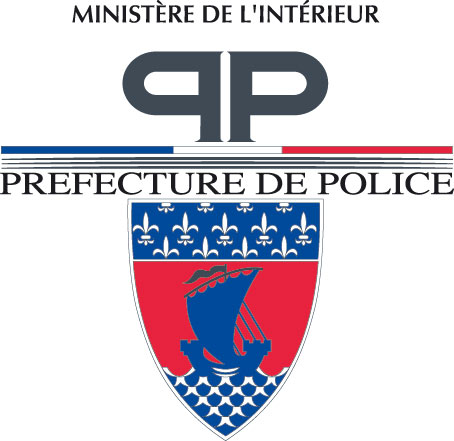 MINISTÈRE DE L'INTÉRIEUR
PP
PREFECTURE DE POLICE